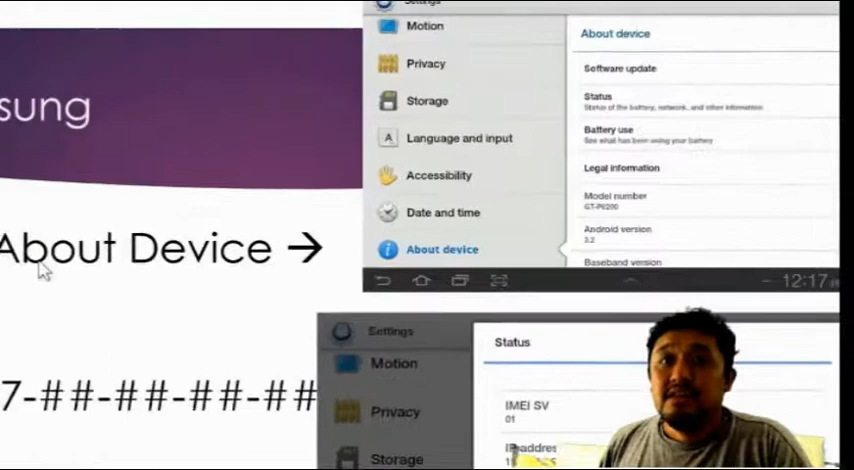 Settings
Motion
Privacy
Storage
Language and input
Accessibility
Date and time
About device
About device
Software update
Status
Status of the battery, network, and other information
Battery use
See what has been using your battery
Legal information
Model number
GT-P6200
Android version
3.2
Baseband version
12:17
sung
About Device →
7-##-##-##-##
Settings
Motion
Privacy
Storage
Status
IMEI SV
01